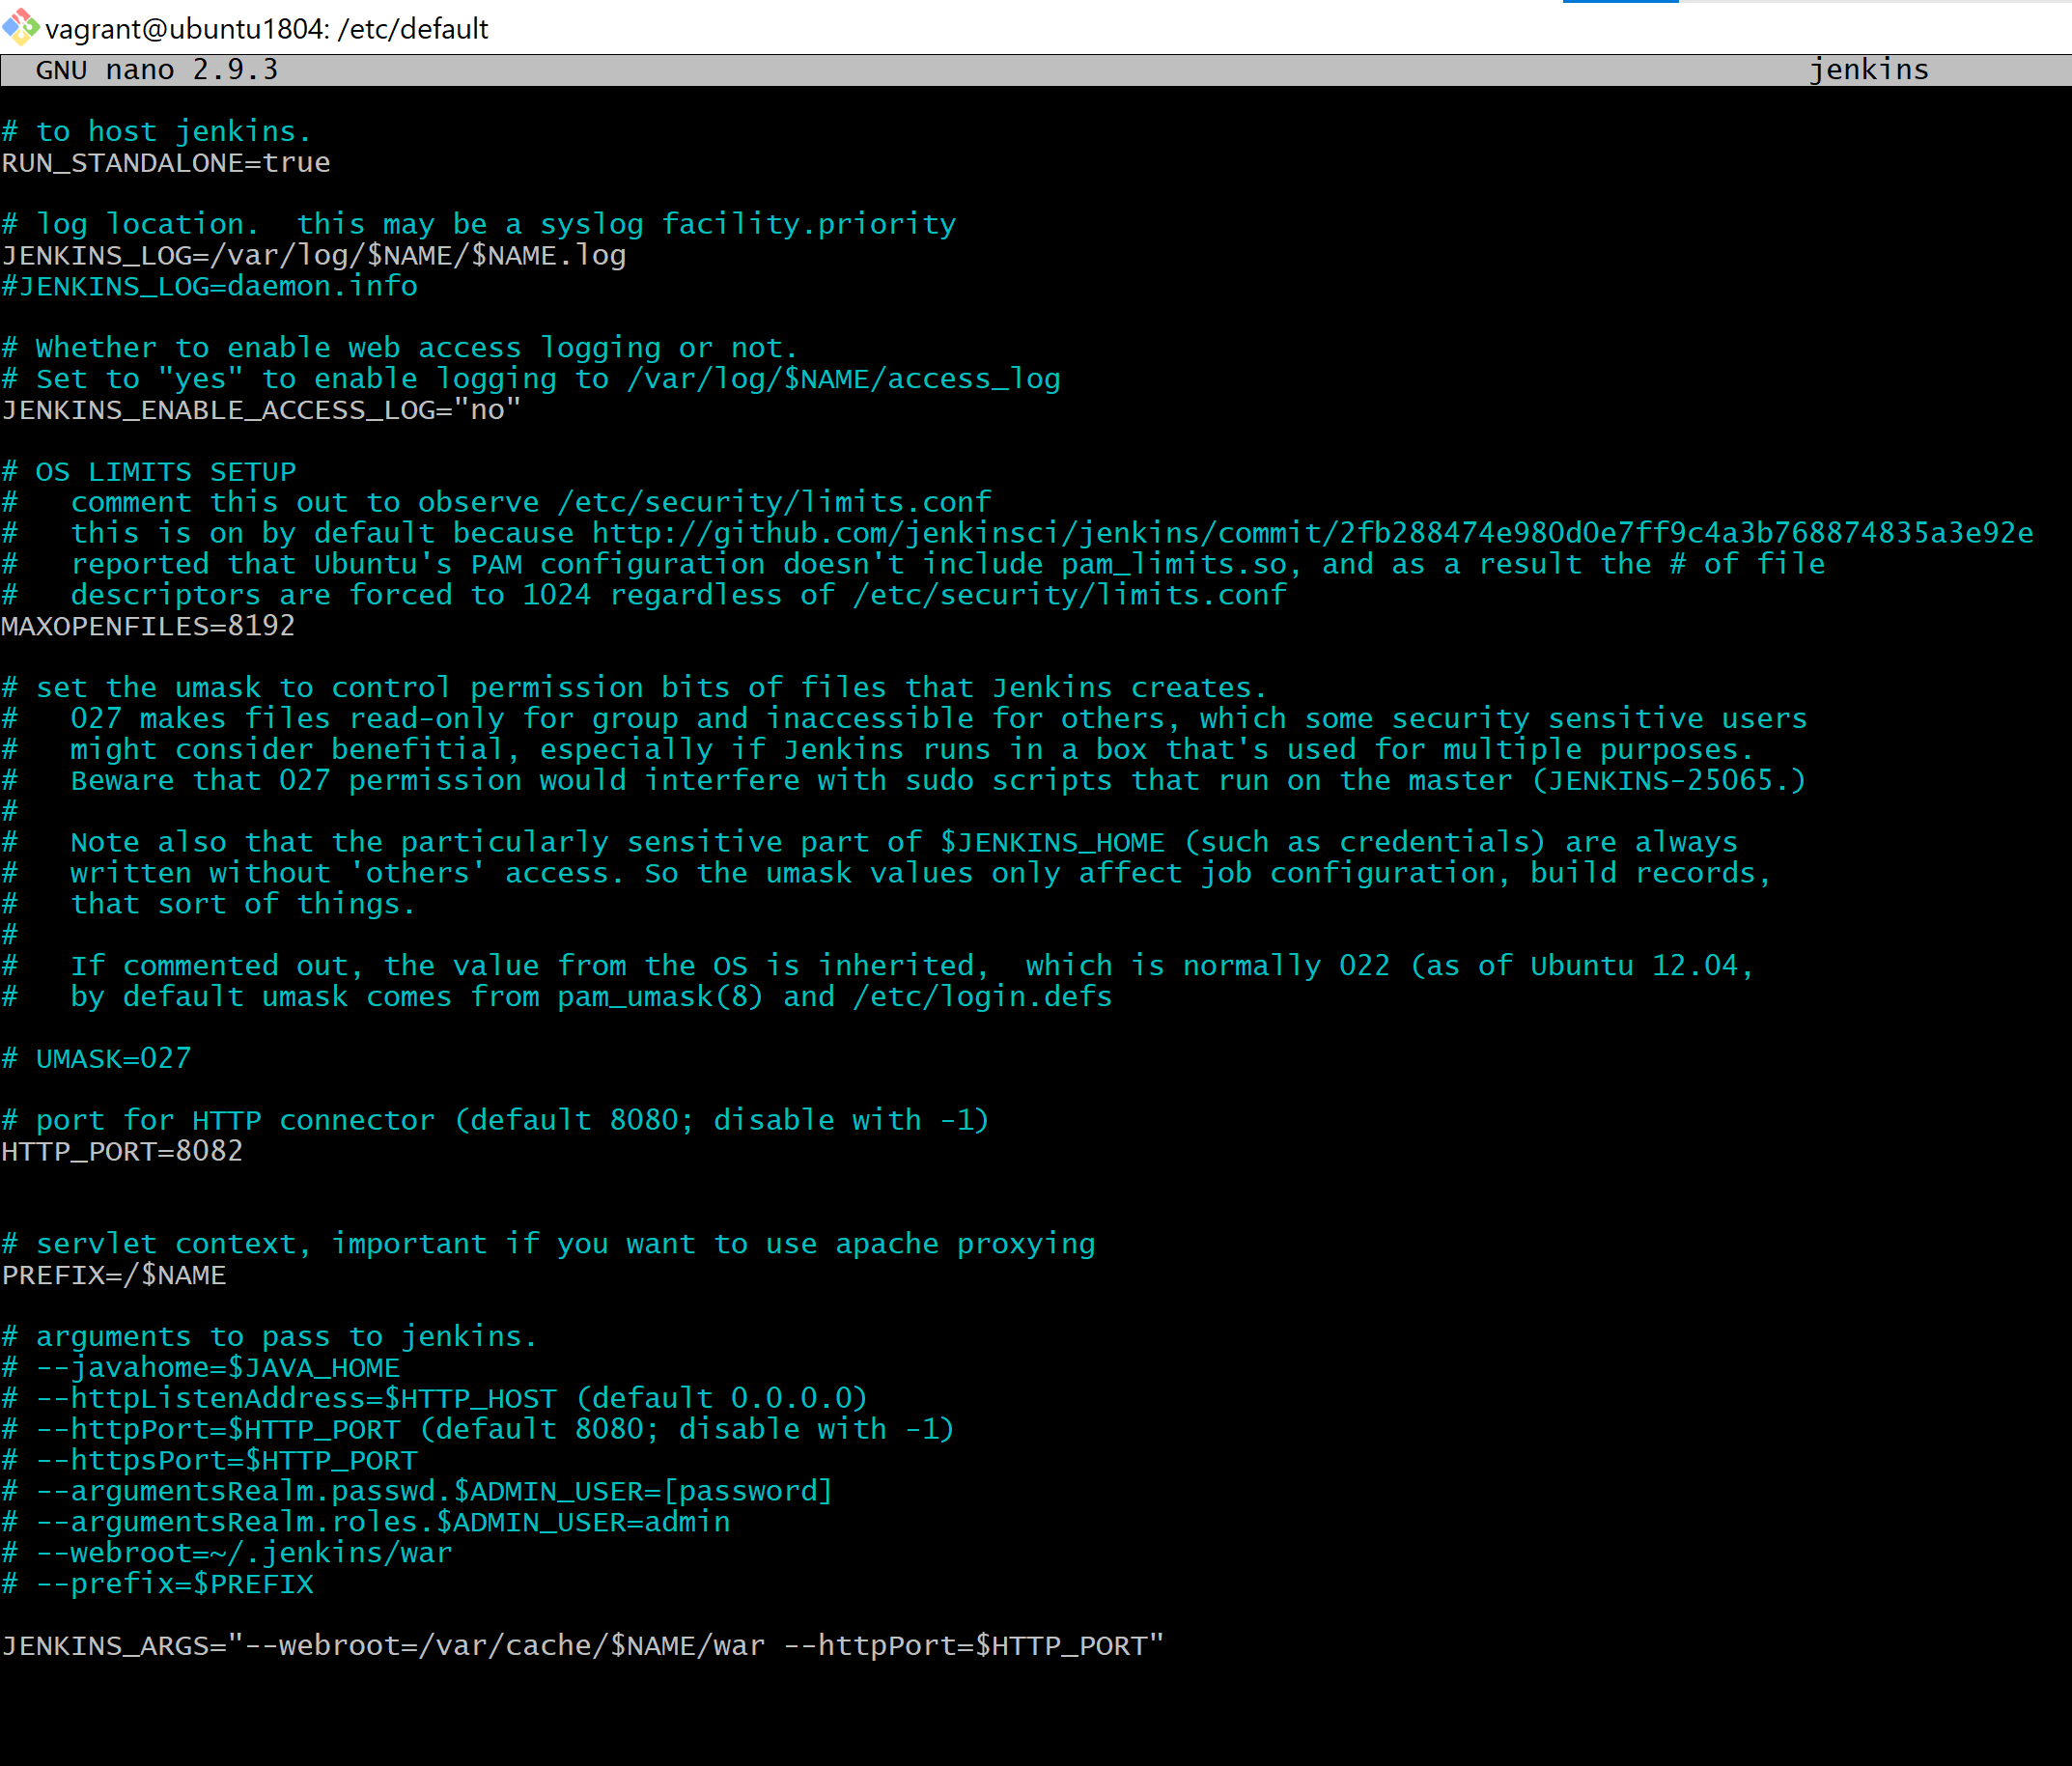 vagrant@ubuntu1804: /etc/default
GNU nano 2.9.3 jenkins
# to host jenkins.
RUN_STANDALONE=true
# log location.  this may be a syslog facility.priority
JENKINS_LOG=/var/log/$NAME/$NAME.log
#JENKINS_LOG=daemon.info
# Whether to enable web access logging or not.
# Set to "yes" to enable logging to /var/log/$NAME/access_log
JENKINS_ENABLE_ACCESS_LOG="no"
# OS LIMITS SETUP
#   comment this out to observe /etc/security/limits.conf
#   this is on by default because http://github.com/jenkinsci/jenkins/commit/2fb288474e980d0e7ff9c4a3b768874835a3e92e
#   reported that Ubuntu's PAM configuration doesn't include pam_limits.so, and as a result the # of file
#   descriptors are forced to 1024 regardless of /etc/security/limits.conf
MAXOPENFILES=8192
# set the umask to control permission bits of files that Jenkins creates.
#   027 makes files read-only for group and inaccessible for others, which some security sensitive users
#   might consider benefitial, especially if Jenkins runs in a box that's used for multiple purposes.
#   Beware that 027 permission would interfere with sudo scripts that run on the master (JENKINS-25065.)
#
#   Note also that the particularly sensitive part of $JENKINS_HOME (such as credentials) are always
#   written without 'others' access. So the umask values only affect job configuration, build records,
#   that sort of things.
#
#   If commented out, the value from the OS is inherited,  which is normally 022 (as of Ubuntu 12.04,
#   by default umask comes from pam_umask(8) and /etc/login.defs
# UMASK=027
# port for HTTP connector (default 8080; disable with -1)
HTTP_PORT=8082
# servlet context, important if you want to use apache proxying
PREFIX=/$NAME
# arguments to pass to jenkins.
# --javahome=$JAVA_HOME
# --httpListenAddress=$HTTP_HOST (default 0.0.0.0)
# --httpPort=$HTTP_PORT (default 8080; disable with -1)
# --httpsPort=$HTTP_PORT
# --argumentsRealm.passwd.$ADMIN_USER=[password]
# --argumentsRealm.roles.$ADMIN_USER=admin
# --webroot=~/.jenkins/war
# --prefix=$PREFIX
JENKINS_ARGS="--webroot=/var/cache/$NAME/war --httpPort=$HTTP_PORT"